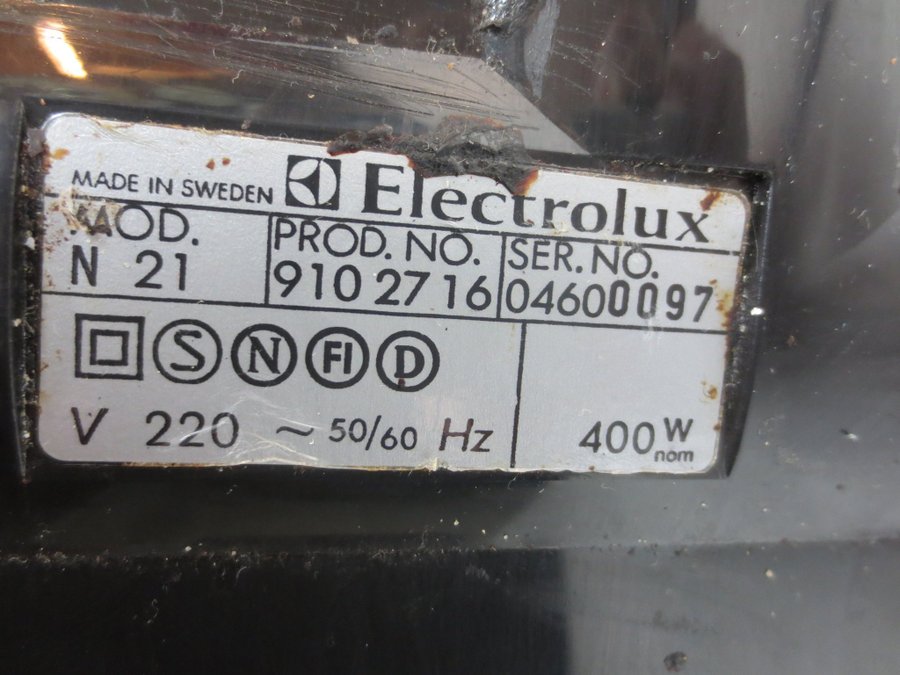 MADE IN SWEDEN Electrolux
MOD. PROD. NO. SER. NO.
N 21 910 27 16 04600097
S N FI D
V 220 ~ 50/60 Hz 400 W nom